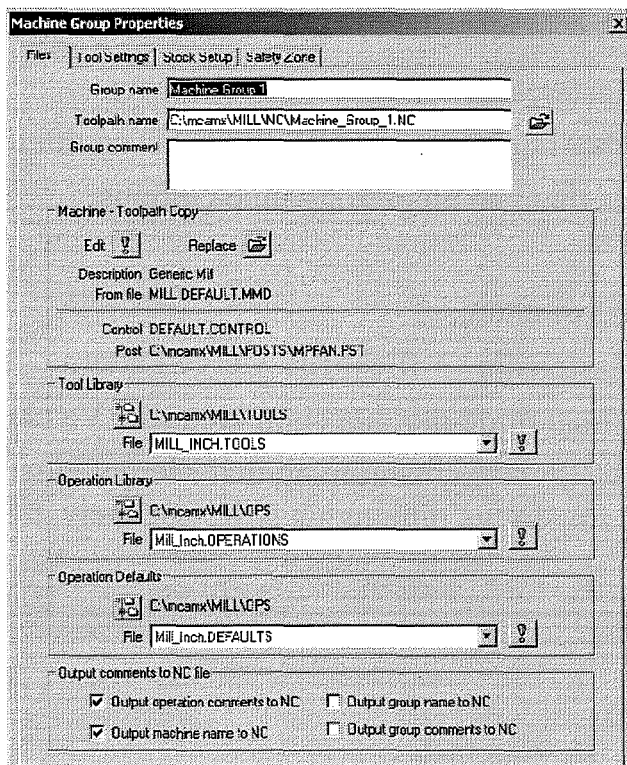 Machine Group Properties
Files Tool Settings Stock Setup Safety Zone
Group name Machine Group 1
Toolpath name C:\mcamx\MILL\NC\Machine_Group_1.NC
Group comment
Machine - Toolpath Copy
Edit Replace
Description Generic Mill
From file MILL DEFAULT.MMD
Control DEFAULT.CONTROL
Post C:\mcamx\MILL\POSTS\MPFAN.PST
Tool Library
C:\mcamx\MILL\TOOLS
File MILL_INCH.TOOLS
Operation Library
C:\mcamx\MILL\OPS
File Mill_Inch.OPERATIONS
Operation Defaults
C:\mcamx\MILL\OPS
File Mill_Inch.DEFAULTS
Output comments to NC file
Output operation comments to NC Output group name to NC
Output machine name to NC Output group comments to NC